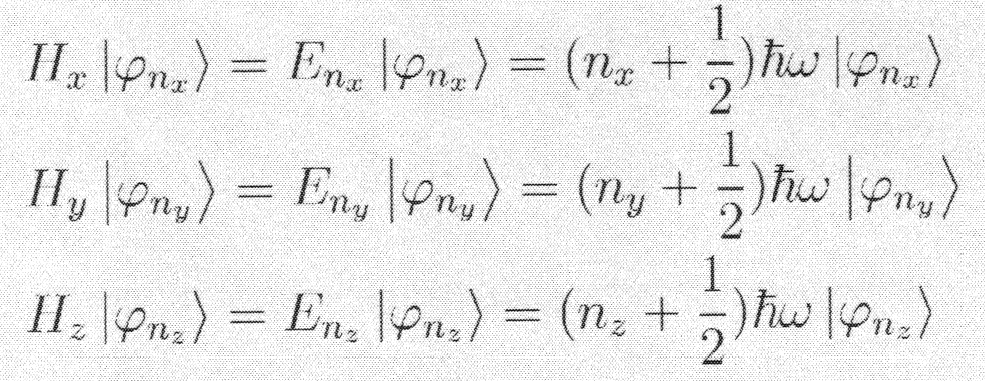 H_x |φ_{n_x}⟩ = E_{n_x} |φ_{n_x}⟩ = (n_x + 1/2)ħω |φ_{n_x}⟩
H_y |φ_{n_y}⟩ = E_{n_y} |φ_{n_y}⟩ = (n_y + 1/2)ħω |φ_{n_y}⟩
H_z |φ_{n_z}⟩ = E_{n_z} |φ_{n_z}⟩ = (n_z + 1/2)ħω |φ_{n_z}⟩